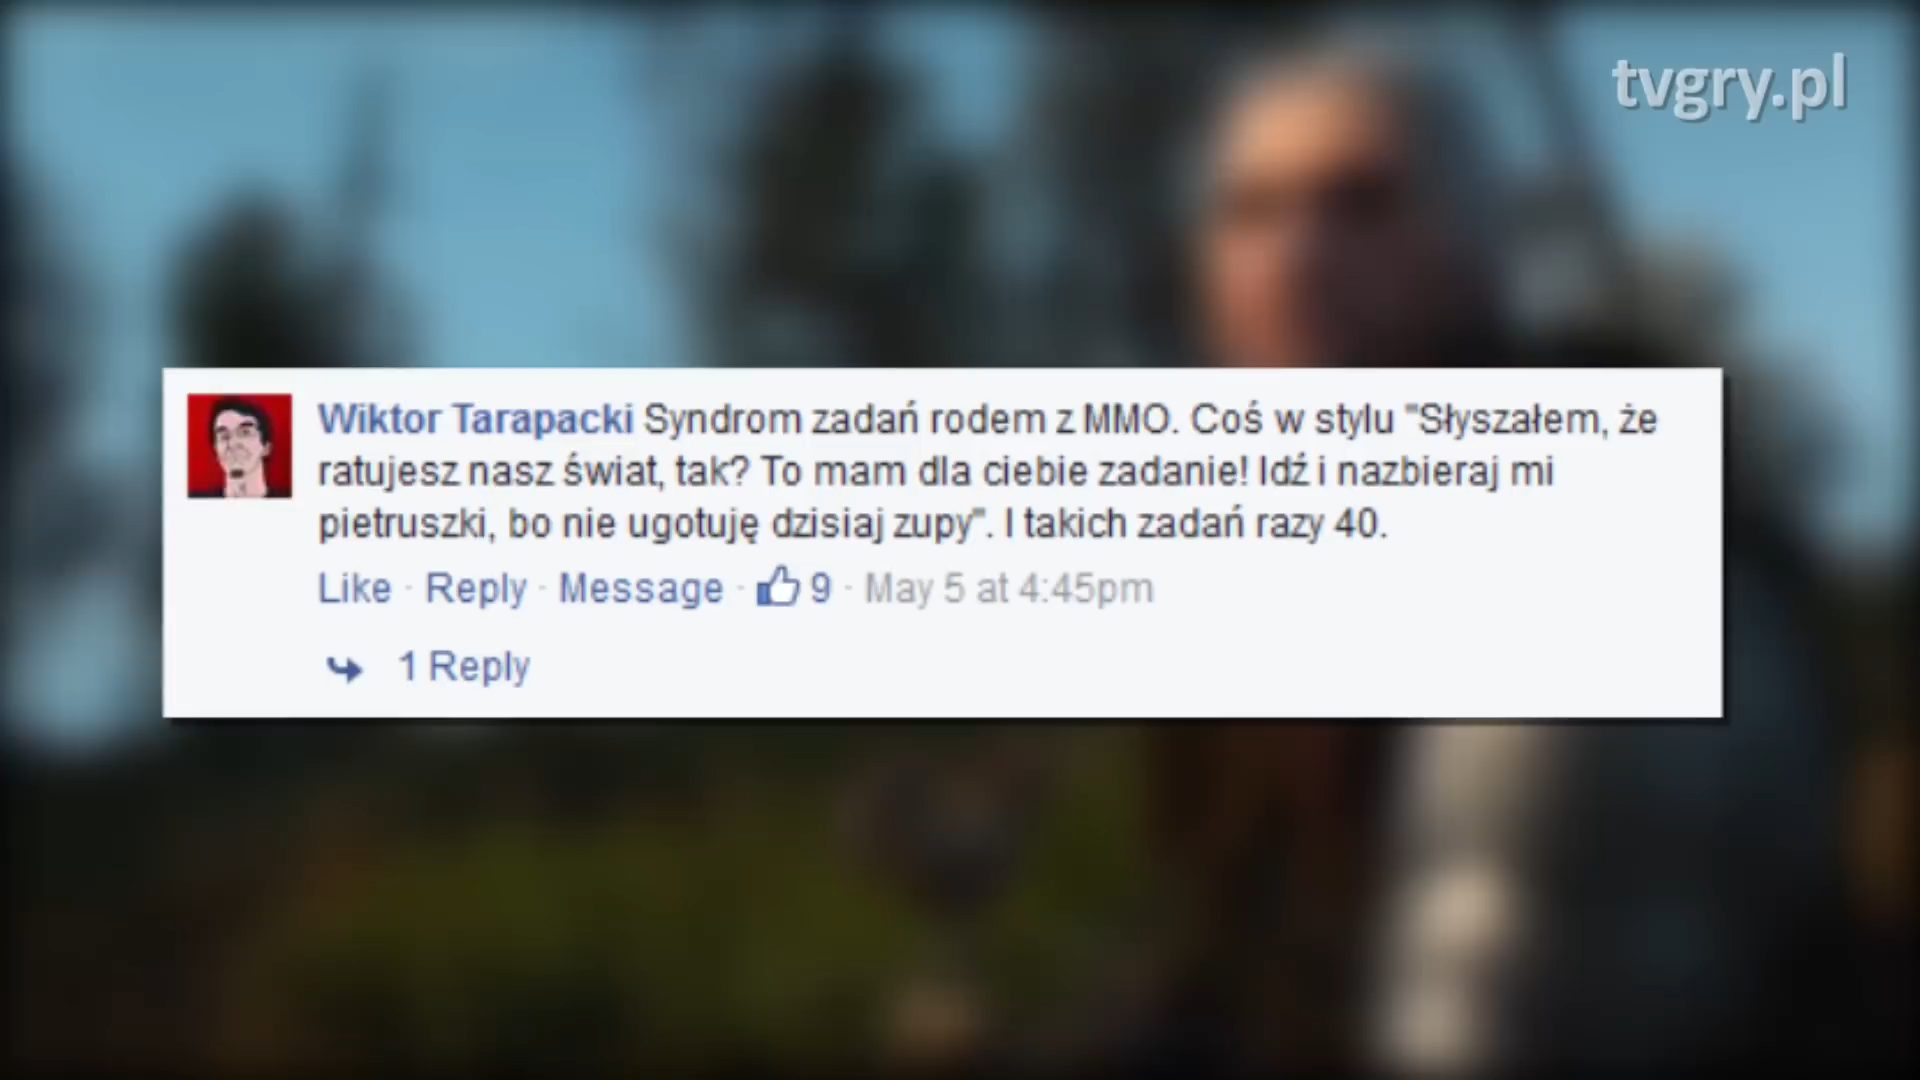 tvgry.pl
Wiktor Tarapacki Syndrom zadań rodem z MMO. Coś w stylu "Słyszałem, że
ratujesz nasz świat, tak? To mam dla ciebie zadanie! Idź i nazbieraj mi
pietruszki, bo nie ugotuję dzisiaj zupy". I takich zadań razy 40.
Like · Reply · Message · 9 · May 5 at 4:45pm
1 Reply